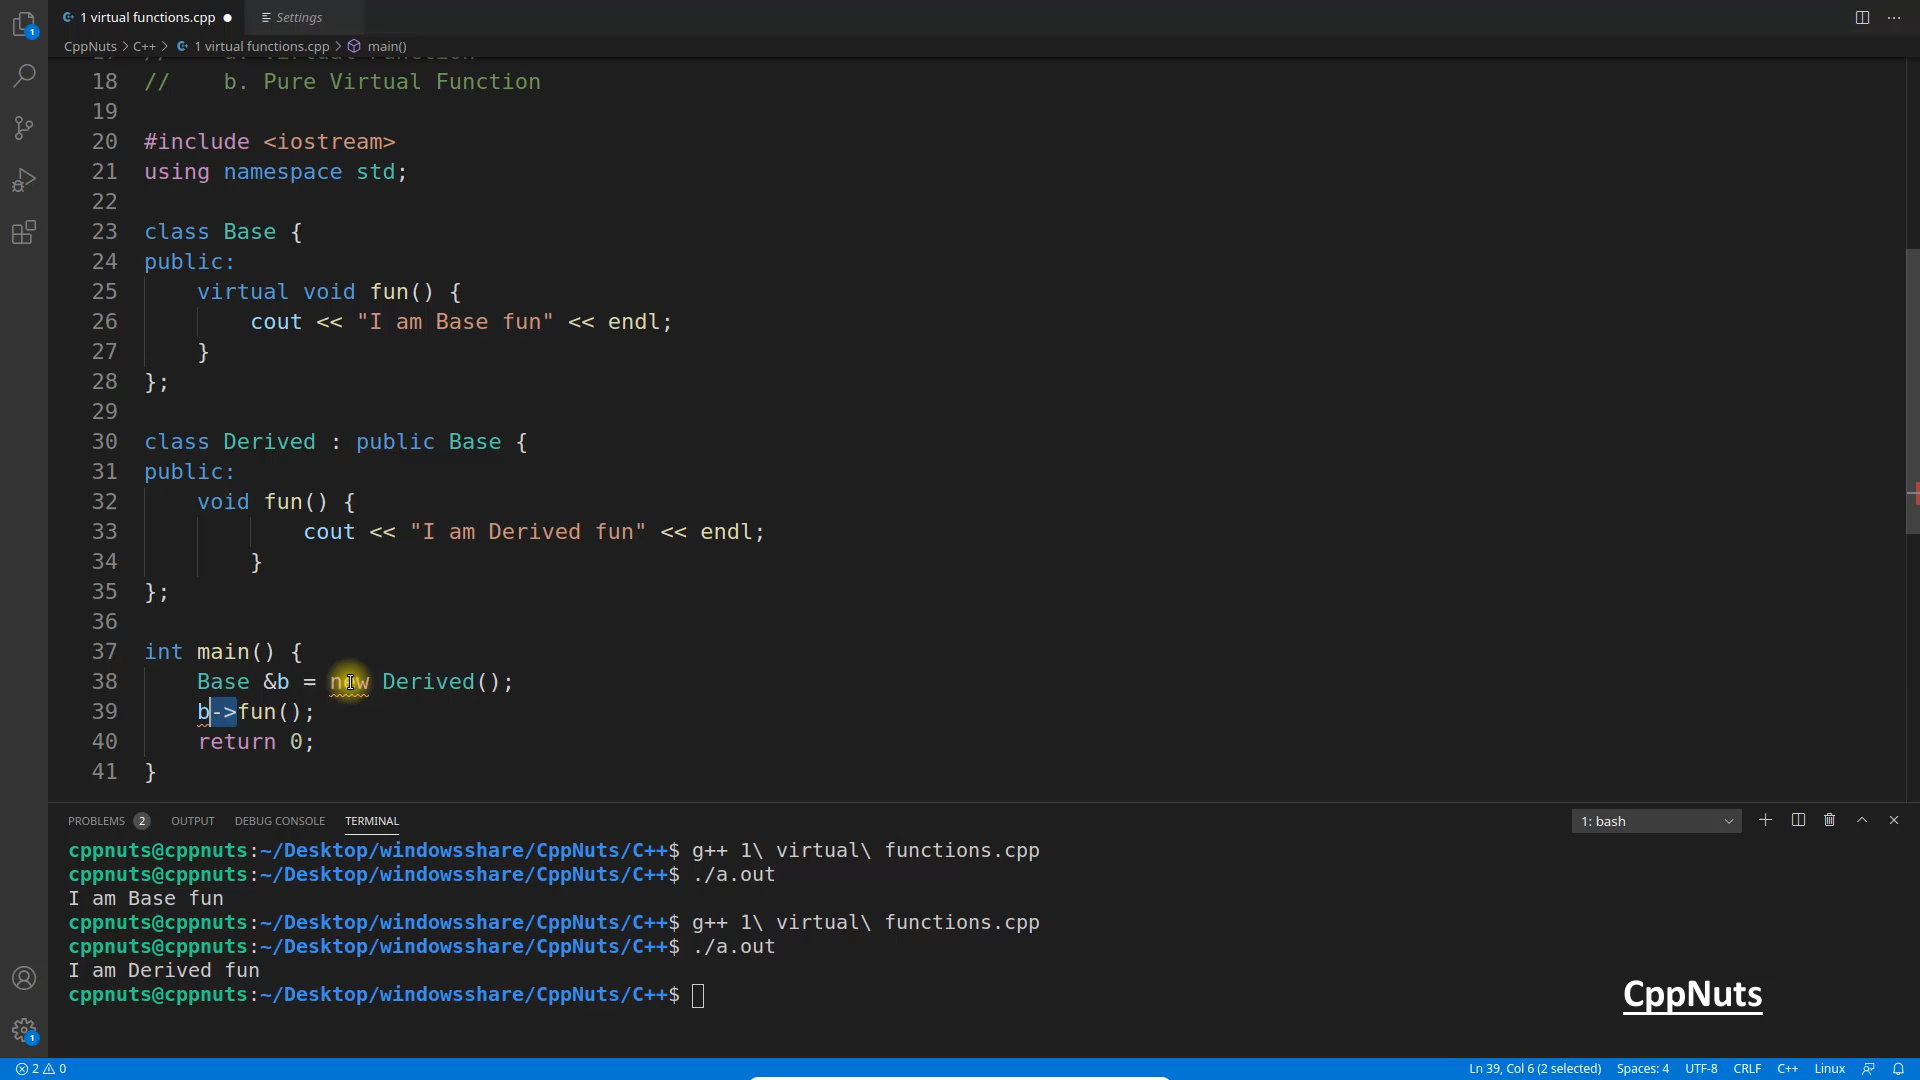 1 virtual functions.cpp
Settings
CppNuts > C++ > 1 virtual functions.cpp > main()
18 // b. Pure Virtual Function
19
20 #include <iostream>
21 using namespace std;
22
23 class Base {
24 public:
25 virtual void fun() {
26 cout << "I am Base fun" << endl;
27 }
28 };
29
30 class Derived : public Base {
31 public:
32 void fun() {
33 cout << "I am Derived fun" << endl;
34 }
35 };
36
37 int main() {
38 Base &b = new Derived();
39 b->fun();
40 return 0;
41 }
PROBLEMS 2 OUTPUT DEBUG CONSOLE TERMINAL 1: bash
cppnuts@cppnuts:~/Desktop/windowsshare/CppNuts/C++$ g++ 1\ virtual\ functions.cpp
cppnuts@cppnuts:~/Desktop/windowsshare/CppNuts/C++$ ./a.out
I am Base fun
cppnuts@cppnuts:~/Desktop/windowsshare/CppNuts/C++$ g++ 1\ virtual\ functions.cpp
cppnuts@cppnuts:~/Desktop/windowsshare/CppNuts/C++$ ./a.out
I am Derived fun
cppnuts@cppnuts:~/Desktop/windowsshare/CppNuts/C++$
CppNuts
1
1
2 0 Ln 39, Col 6 (2 selected) Spaces: 4 UTF-8 CRLF C++ Linux